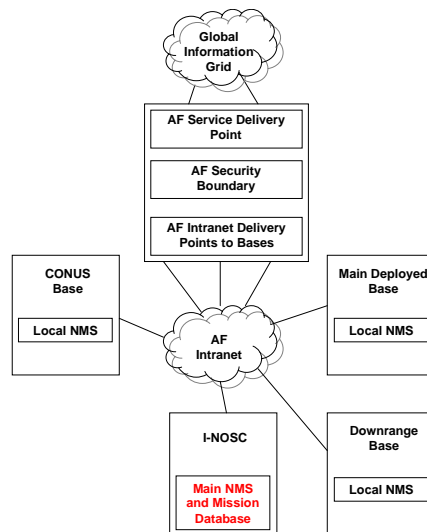 Global
Information
Grid
AF Service Delivery
Point
AF Security
Boundary
AF Intranet Delivery
Points to Bases
CONUS
Base
Local NMS
Main Deployed
Base
Local NMS
AF
Intranet
I-NOSC
Main NMS
and Mission
Database
Downrange
Base
Local NMS